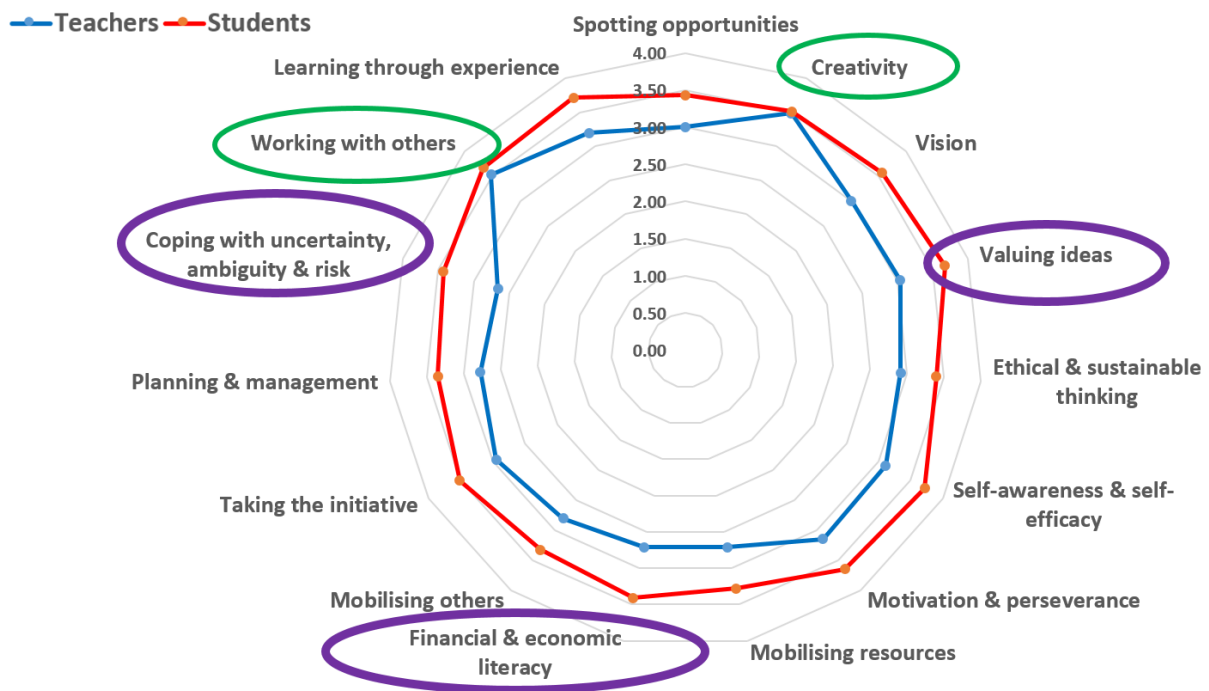 Teachers Students
Spotting opportunities
4.00
3.50
3.00
2.50
2.00
1.50
1.00
0.50
0.00
Creativity
Vision
Valuing ideas
Ethical & sustainable
thinking
Self-awareness & self-
efficacy
Motivation & perseverance
Mobilising resources
Financial & economic
literacy
Mobilising others
Taking the initiative
Planning & management
Coping with uncertainty,
ambiguity & risk
Working with others
Learning through experience